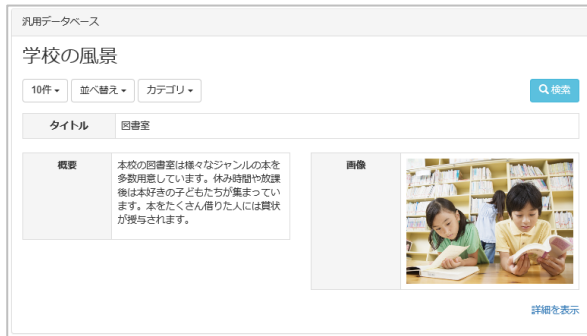 汎用データベース
学校の風景
10件 並べ替え カテゴリ 検索
タイトル 図書室
概要 画像
本校の図書室は様々なジャンルの本を
多数用意しています。休み時間や放課
後は本好きの子どもたちが集まってい
ます。本をたくさん借りた人には賞状
が授与されます。
詳細を表示